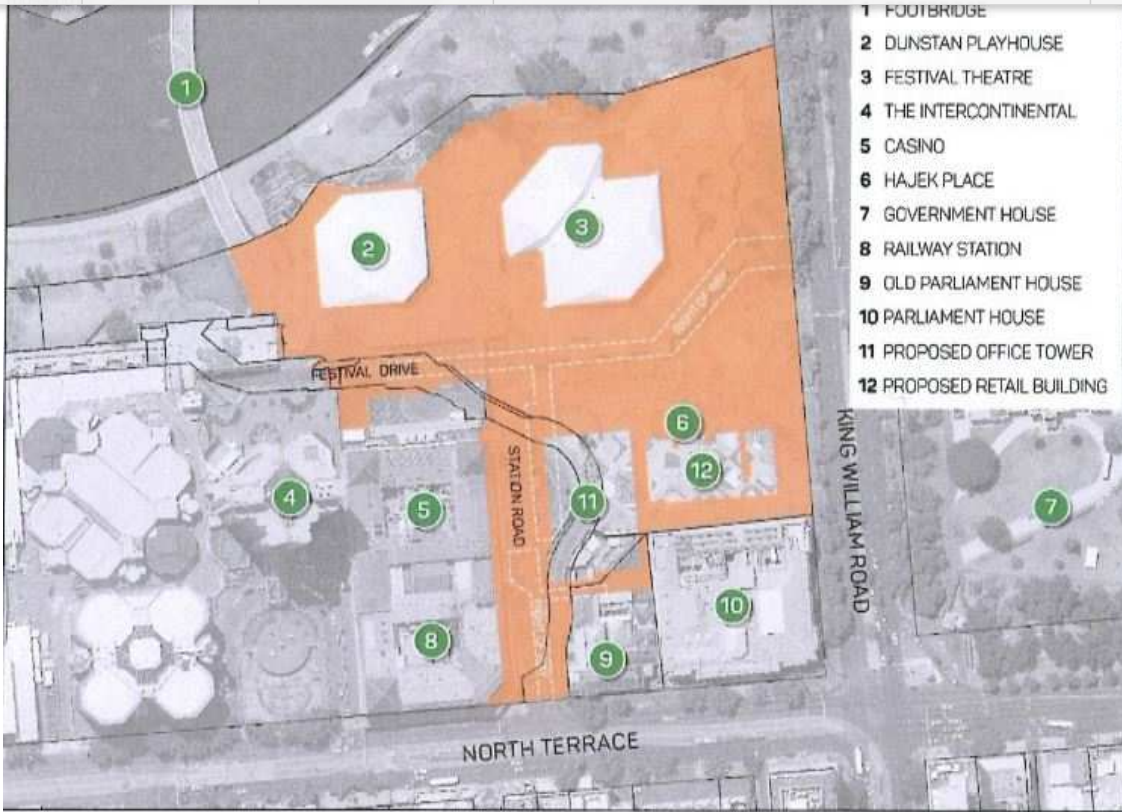 1 FOOTBRIDGE
2 DUNSTAN PLAYHOUSE
3 FESTIVAL THEATRE
4 THE INTERCONTINENTAL
5 CASINO
6 HAJEK PLACE
7 GOVERNMENT HOUSE
8 RAILWAY STATION
9 OLD PARLIAMENT HOUSE
10 PARLIAMENT HOUSE
11 PROPOSED OFFICE TOWER
12 PROPOSED RETAIL BUILDING
1
2
3
RIGHT OF WAY
FESTIVAL DRIVE
6
12
STATION ROAD
KING WILLIAM ROAD
4
5
11
7
10
8
9
NORTH TERRACE